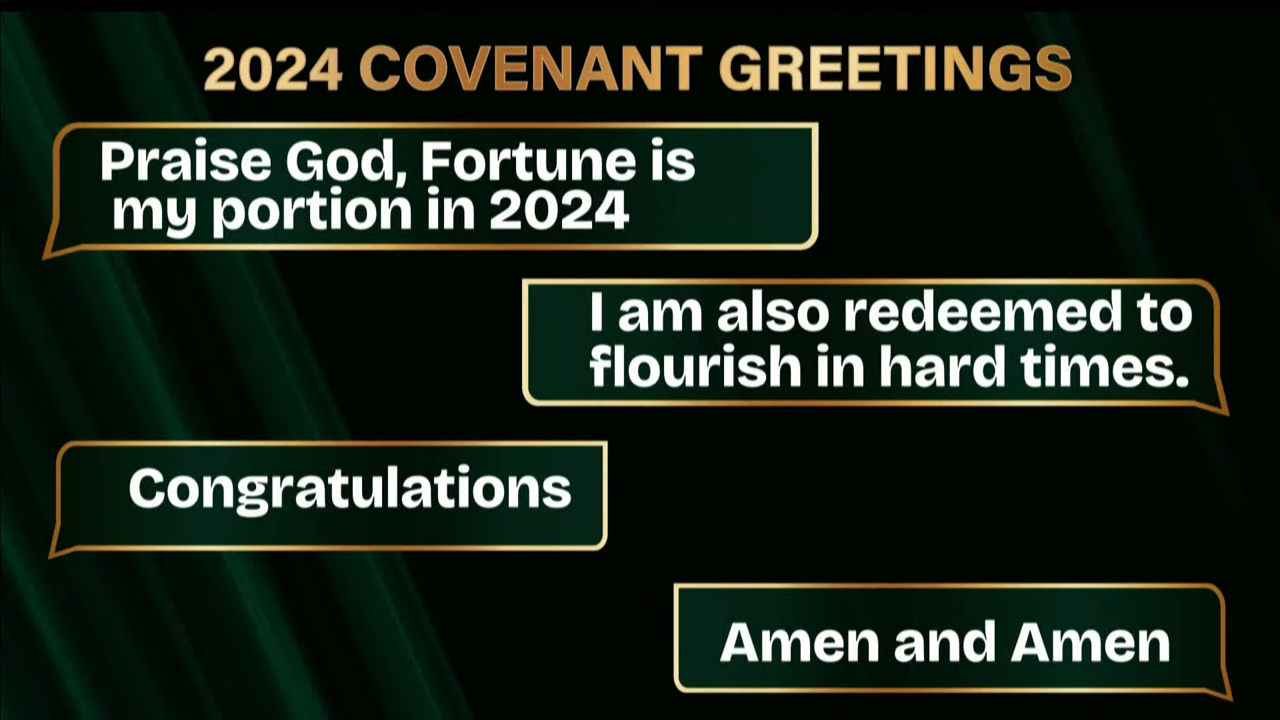 2024 COVENANT GREETINGS
Praise God, Fortune is
my portion in 2024
I am also redeemed to
flourish in hard times.
Congratulations
Amen and Amen